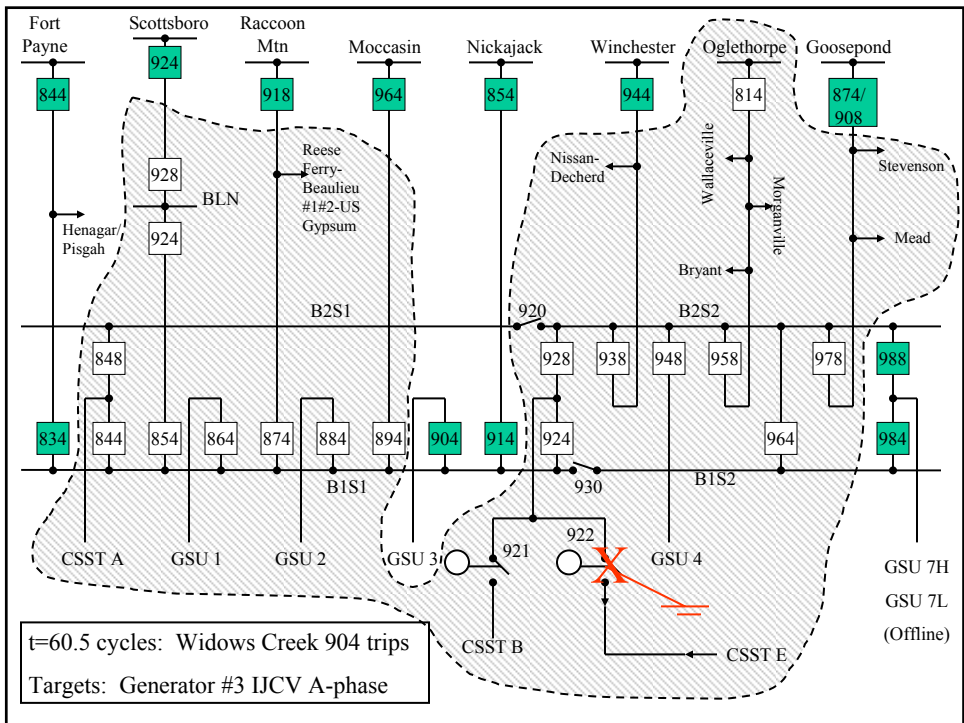 Fort
Payne
Scottsboro
Raccoon
Mtn
Moccasin
Nickajack
Winchester
Oglethorpe
Goosepond
844
924
918
964
854
944
814
874/
908
928
BLN
924
Henagar/
Pisgah
Reese
Ferry-
Beaulieu
#1#2-US
Gypsum
Nissan-
Decherd
Wallaceville
Morganville
Bryant
Stevenson
Mead
B2S1
920
B2S2
848
928
938
948
958
978
988
834
844
854
864
874
884
894
904
914
924
964
984
B1S1
930
B1S2
CSST A
GSU 1
GSU 2
GSU 3
921
922
X
GSU 4
GSU 7H
GSU 7L
(Offline)
CSST B
CSST E
t=60.5 cycles: Widows Creek 904 trips
Targets: Generator #3 IJCV A-phase